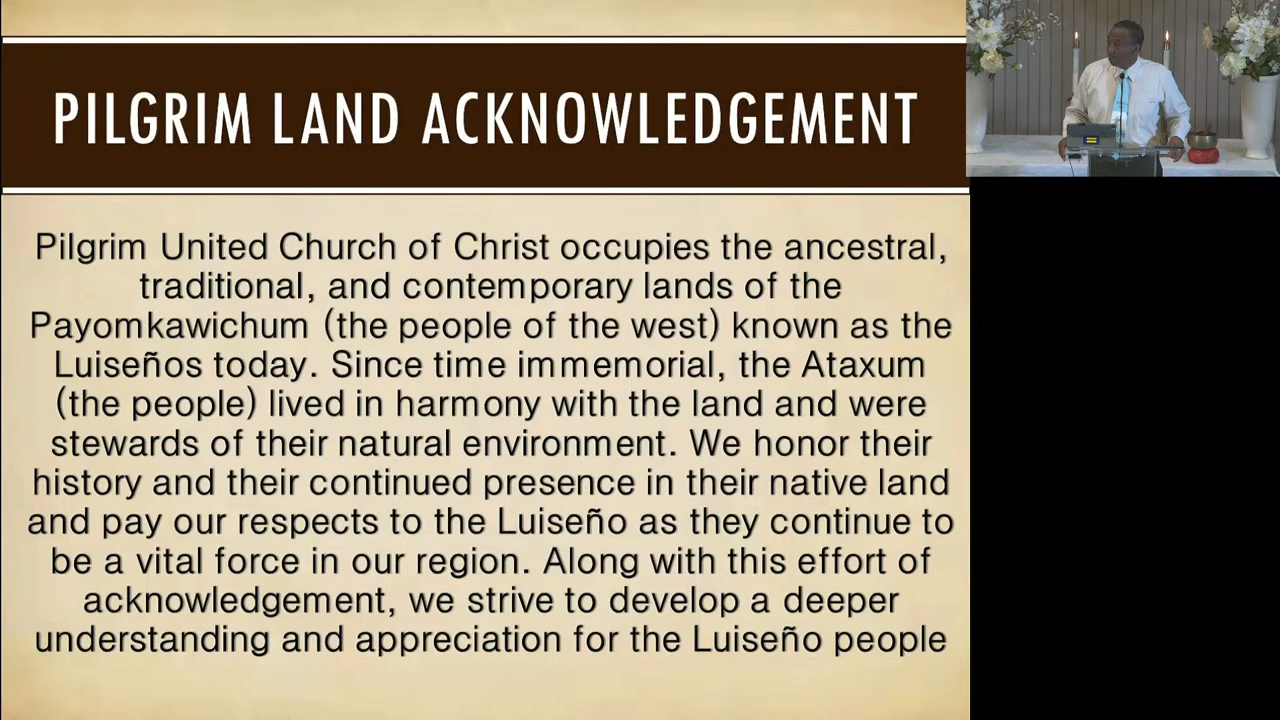 PILGRIM LAND ACKNOWLEDGEMENT
Pilgrim United Church of Christ occupies the ancestral,
traditional, and contemporary lands of the
Payomkawichum (the people of the west) known as the
Luiseños today. Since time immemorial, the Ataxum
(the people) lived in harmony with the land and were
stewards of their natural environment. We honor their
history and their continued presence in their native land
and pay our respects to the Luiseño as they continue to
be a vital force in our region. Along with this effort of
acknowledgement, we strive to develop a deeper
understanding and appreciation for the Luiseño people